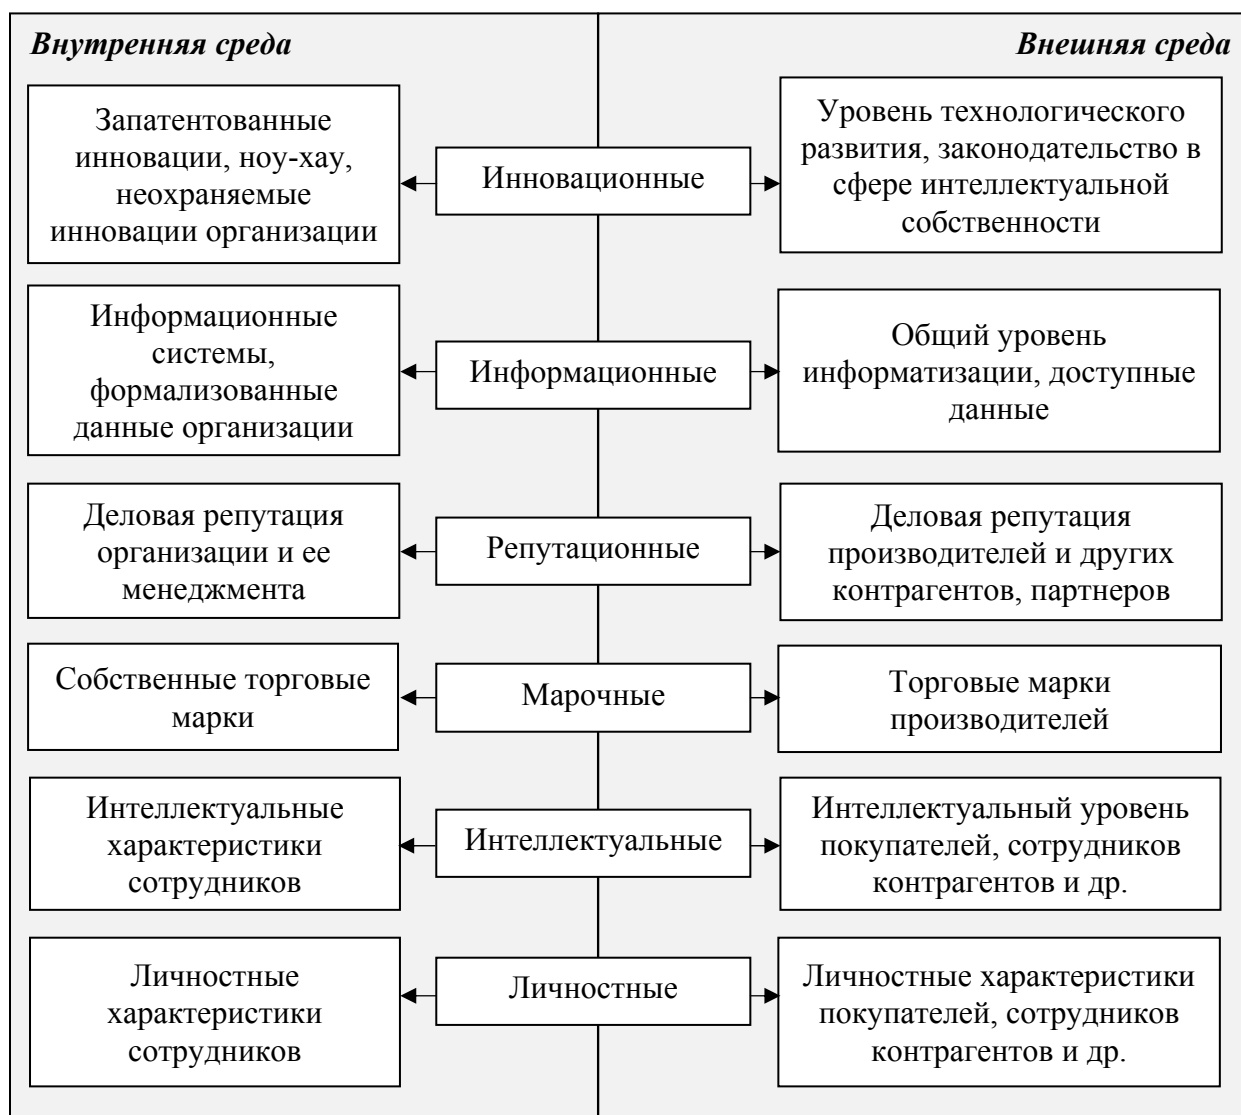 Внутренняя среда
Внешняя среда
Запатентованные
инновации, ноу-хау,
неохраняемые
инновации организации
Инновационные
Уровень технологического
развития, законодательство в
сфере интеллектуальной
собственности
Информационные
системы,
формализованные
данные организации
Информационные
Общий уровень
информатизации, доступные
данные
Деловая репутация
организации и ее
менеджмента
Репутационные
Деловая репутация
производителей и других
контрагентов, партнеров
Собственные торговые
марки
Марочные
Торговые марки
производителей
Интеллектуальные
характеристики
сотрудников
Интеллектуальные
Интеллектуальный уровень
покупателей, сотрудников
контрагентов и др.
Личностные
характеристики
сотрудников
Личностные
Личностные характеристики
покупателей, сотрудников
контрагентов и др.